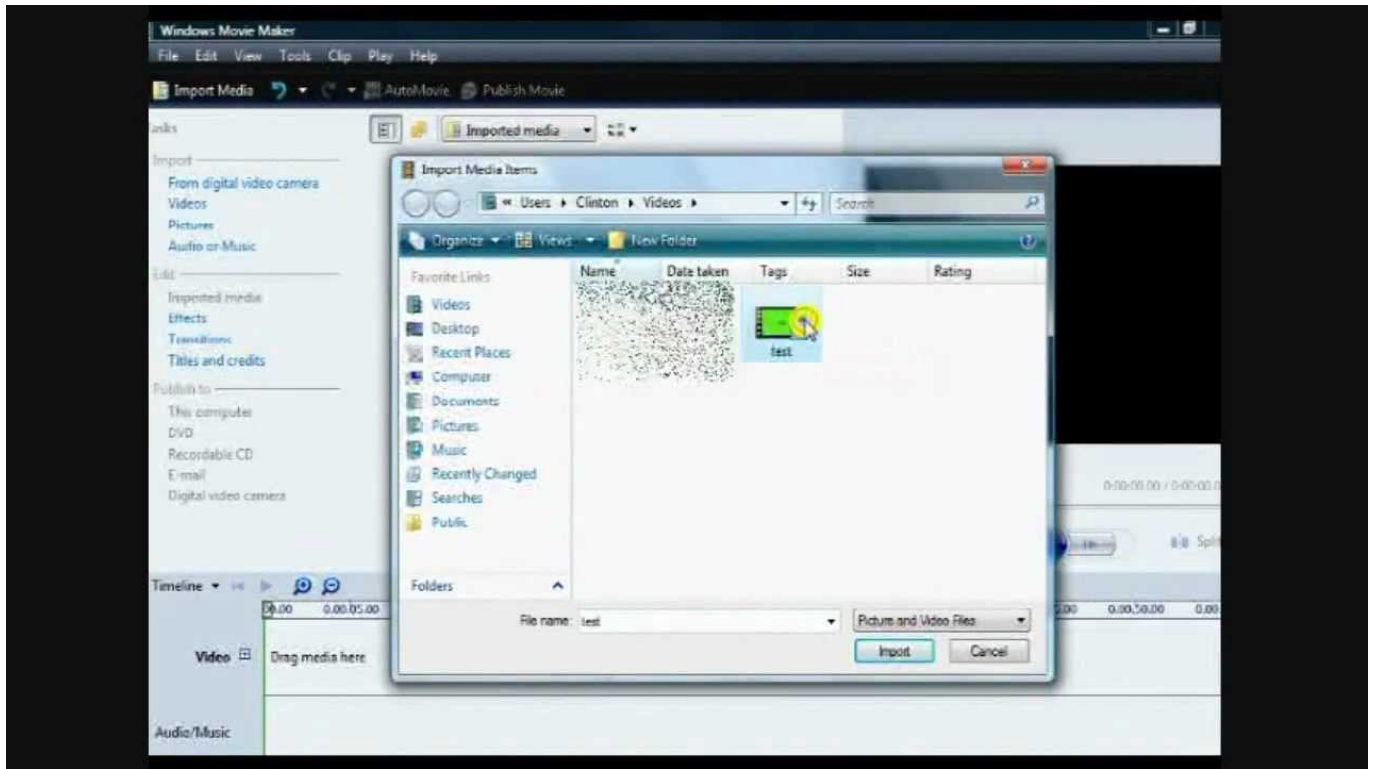 Windows Movie Maker
File Edit View Tools Clip Play Help
Import Media AutoMovie Publish Movie
Tasks
Imported media
Import
From digital video camera
Videos
Pictures
Audio or Music
Edit
Imported media
Effects
Transitions
Titles and credits
Publish to
This computer
DVD
Recordable CD
E-mail
Digital video camera
Import Media Items
« Users Clinton Videos
Search
Organize Views New Folder
Favorite Links
Videos
Desktop
Recent Places
Computer
Documents
Pictures
Music
Recently Changed
Searches
Public
Folders
Name Date taken Tags Size Rating
test
File name: test
Picture and Video Files
Import Cancel
Split
Timeline
0.00 0.00:05.00 0.00:50.00
Video Drag media here
Audio/Music